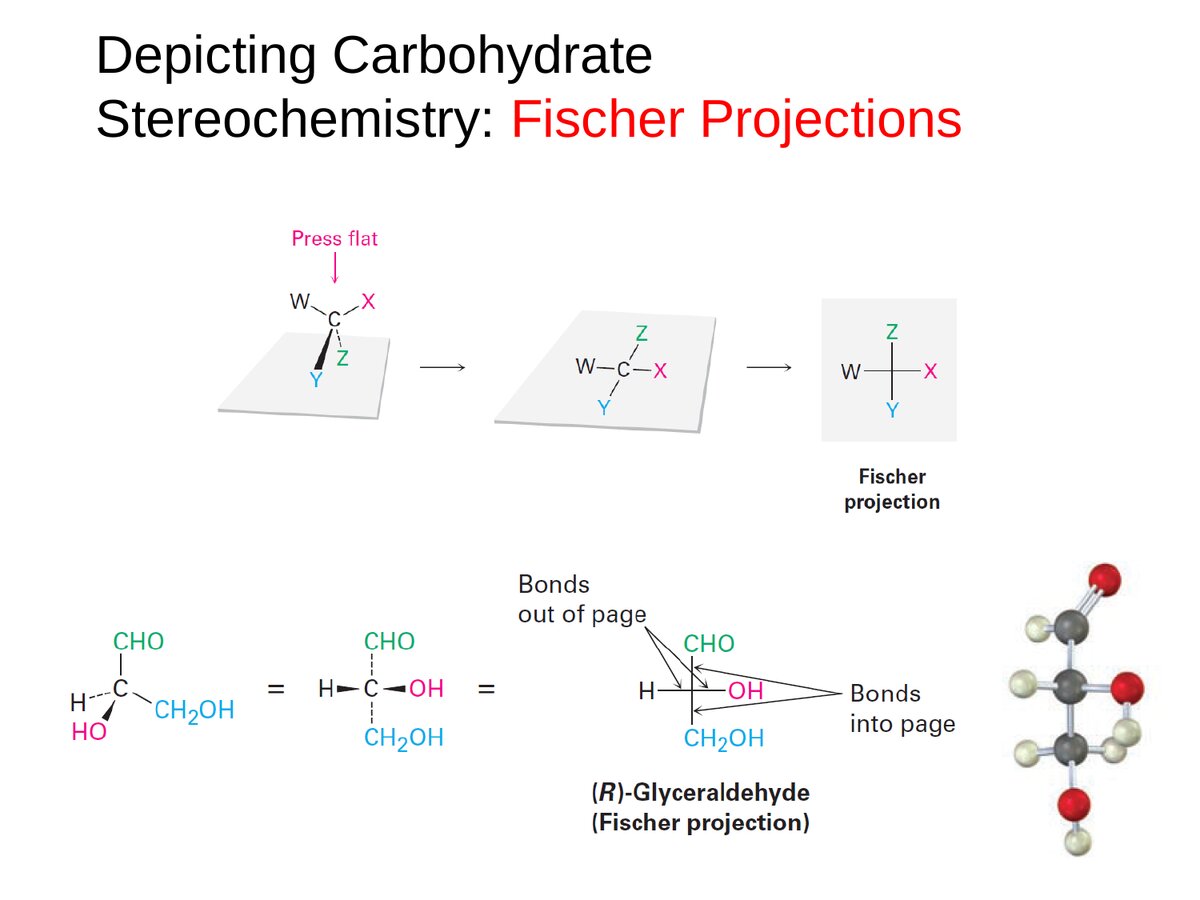 Depicting Carbohydrate
Stereochemistry: Fischer Projections
Press flat
W X
C
Z
Y
Z
W C X
Y
Z
W X
Y
Fischer
projection
Bonds
out of page
CHO
C
H
CH₂OH
HO
=
CHO
H C OH
CH₂OH
=
CHO
H OH
CH₂OH
Bonds
into page
(R)-Glyceraldehyde
(Fischer projection)